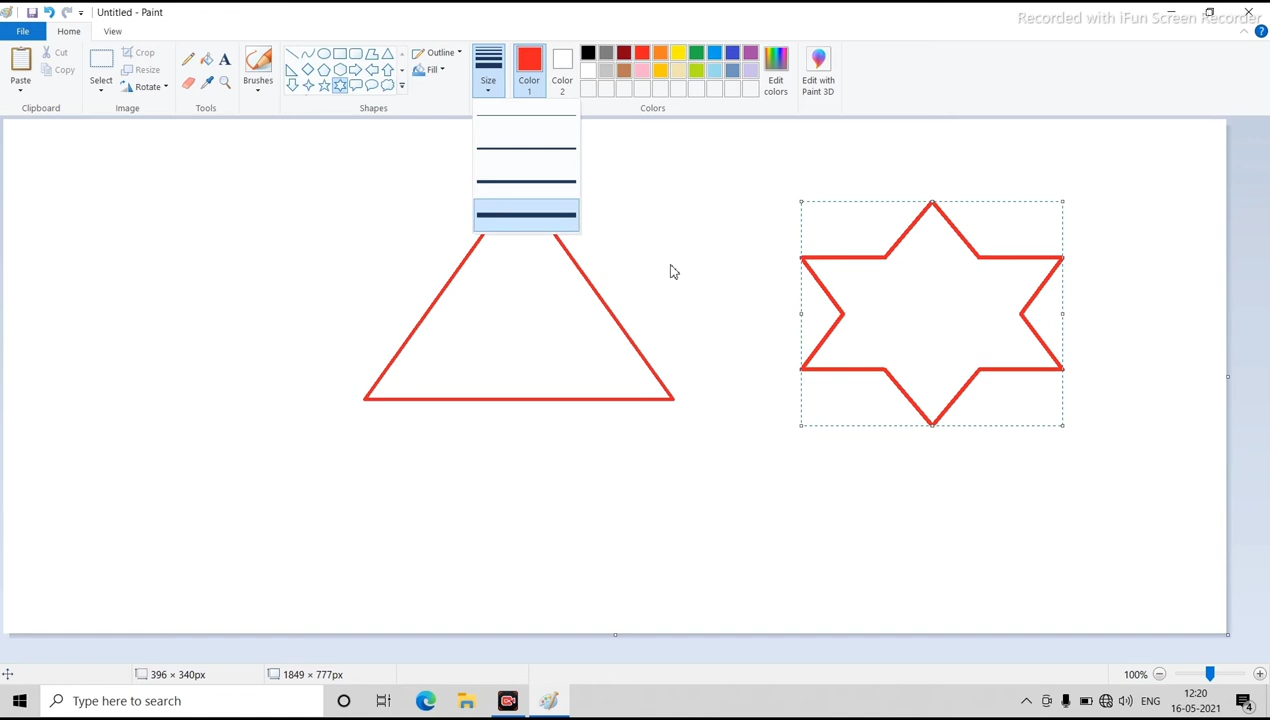 Untitled - Paint
Recorded with iFun Screen Recorder
File
Home
View
Paste
Cut
Copy
Clipboard
Select
Crop
Resize
Rotate
Image
Tools
Brushes
Shapes
Outline
Fill
Size
Color 1
Color 2
Colors
Edit colors
Edit with Paint 3D
396 × 340px
1849 × 777px
100%
Type here to search
ENG
12:20
16-05-2021
4